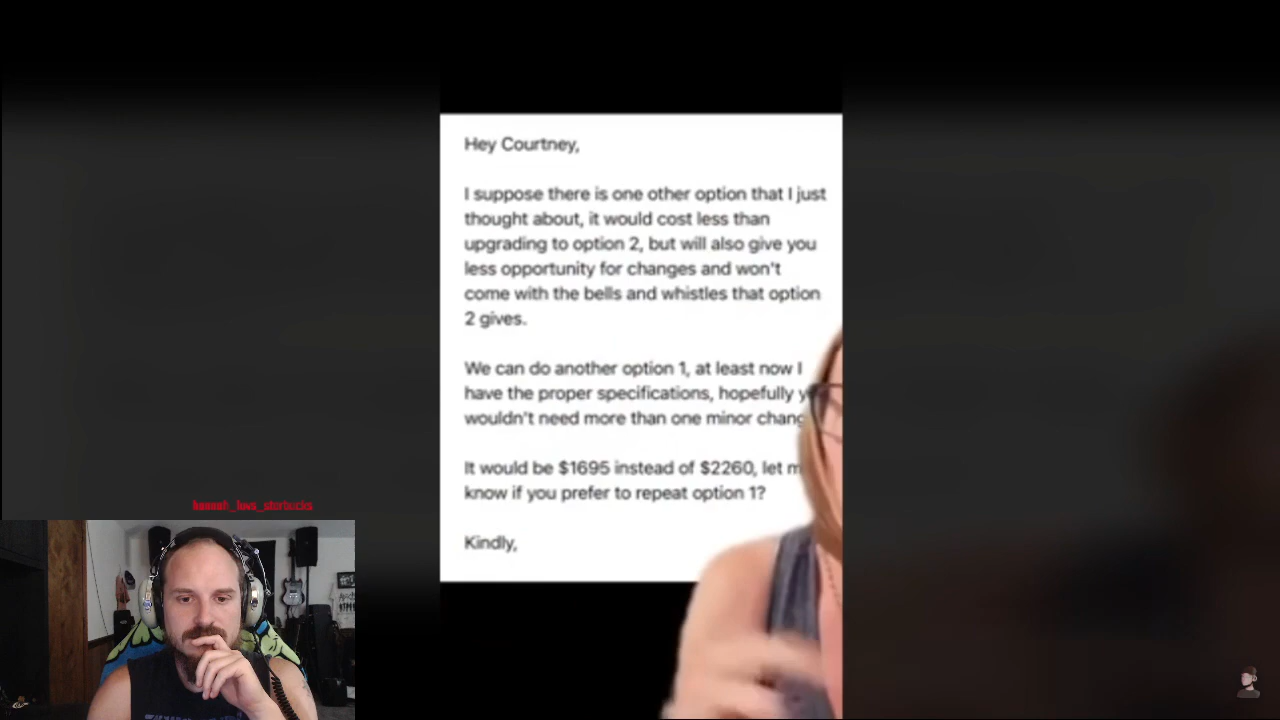 Hey Courtney,
I suppose there is one other option that I just
thought about, it would cost less than
upgrading to option 2, but will also give you
less opportunity for changes and won't
come with the bells and whistles that option
2 gives.
We can do another option 1, at least now I
have the proper specifications, hopefully
wouldn't need more than one minor
It would be $1695 instead of $2260, let
know if you prefer to repeat option 1?
Kindly,
hannah_lovs_starbucks